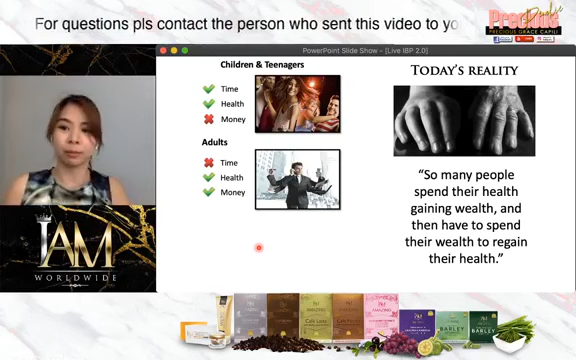 For questions pls contact the person who sent this video to yo
Precious
PRECIOUS GRACE CAPILI
PowerPoint Slide Show - [Live IBP 2.0]
Children & Teenagers
Time
Health
Money
Adults
Time
Health
Money
TODAY'S REALITY
“So many people
spend their health
gaining wealth, and
then have to spend
their wealth to regain
their health.”
IAM
WORLDWIDE
AMAZING
BARLEY
BARLEY